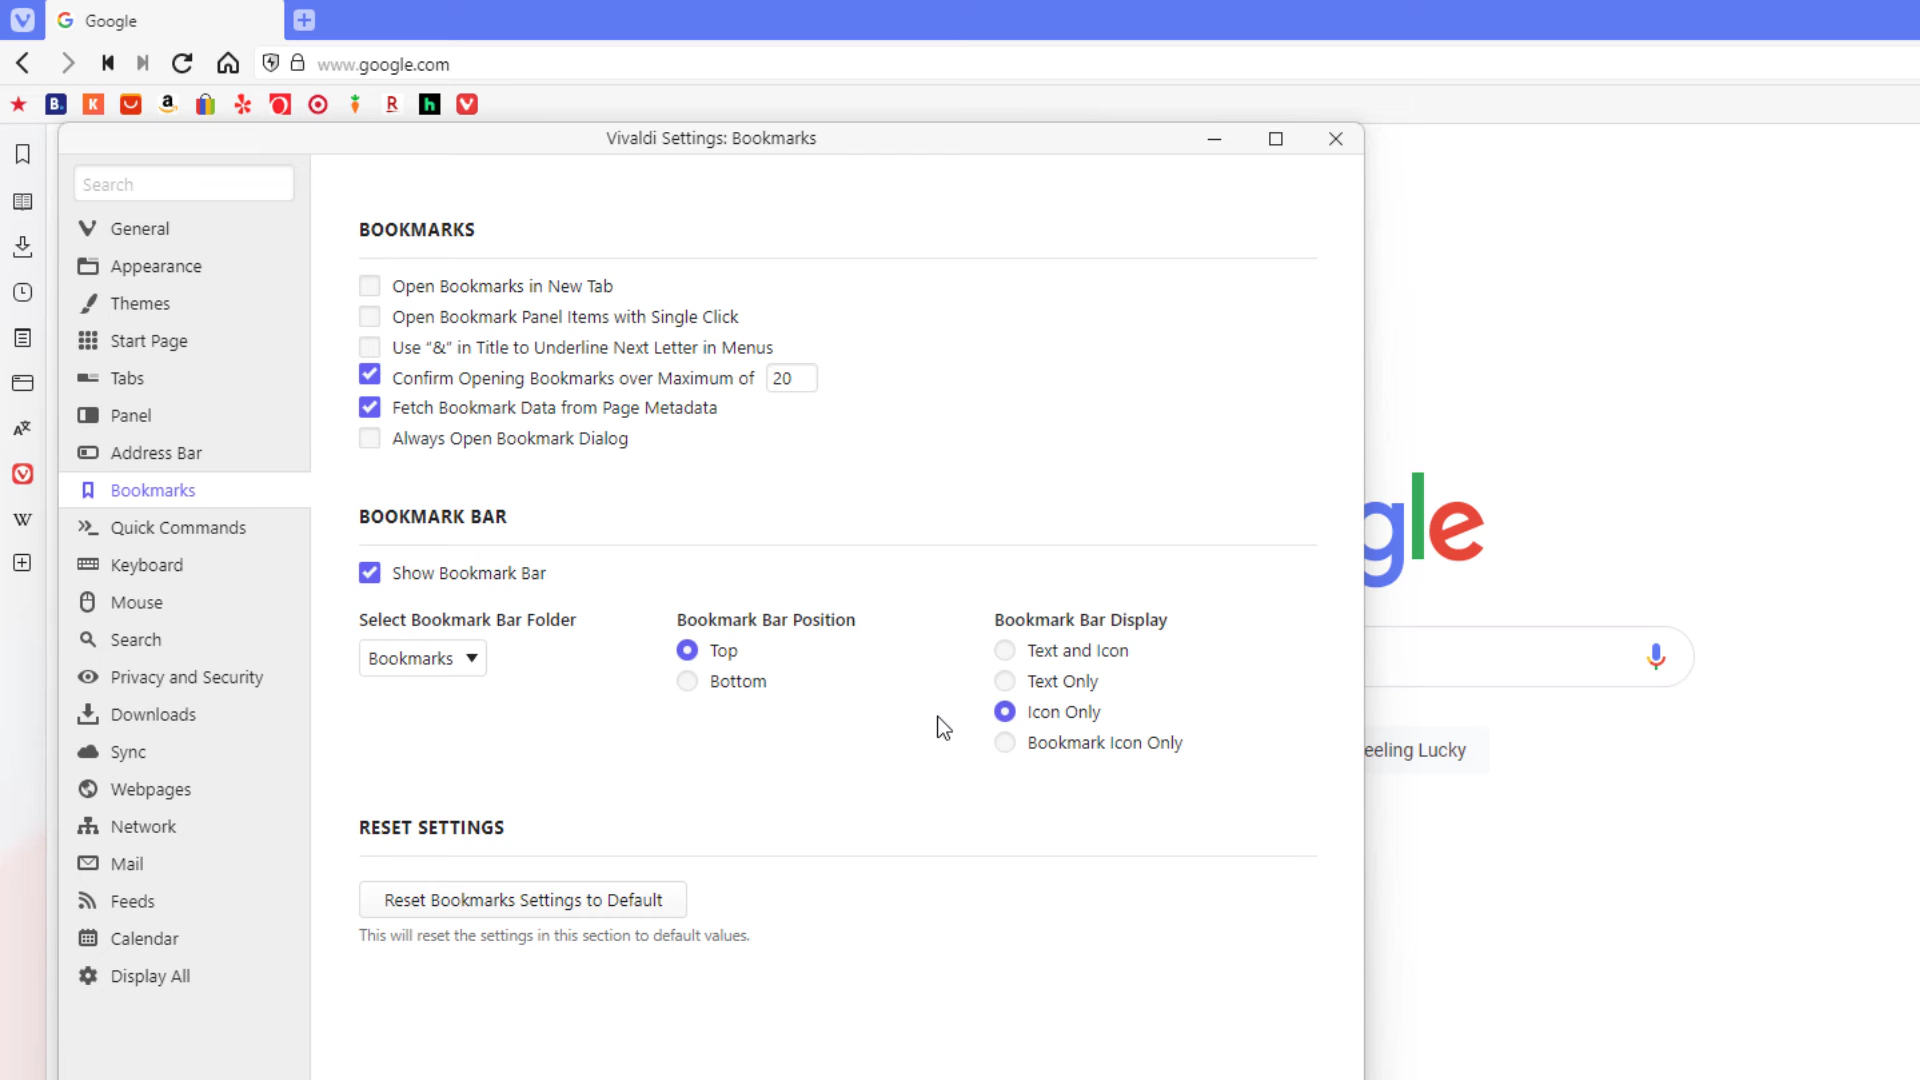 Google
www.google.com
B.
K
a
R
h
Vivaldi Settings: Bookmarks
Search
General
Appearance
Themes
Start Page
Tabs
Panel
Address Bar
Bookmarks
Quick Commands
Keyboard
Mouse
Search
Privacy and Security
Downloads
Sync
Webpages
Network
Mail
Feeds
Calendar
Display All
W
BOOKMARKS
Open Bookmarks in New Tab
Open Bookmark Panel Items with Single Click
Use “&” in Title to Underline Next Letter in Menus
Confirm Opening Bookmarks over Maximum of 20
Fetch Bookmark Data from Page Metadata
Always Open Bookmark Dialog
BOOKMARK BAR
Show Bookmark Bar
Select Bookmark Bar Folder
Bookmarks
Bookmark Bar Position
Top
Bottom
Bookmark Bar Display
Text and Icon
Text Only
Icon Only
Bookmark Icon Only
RESET SETTINGS
Reset Bookmarks Settings to Default
This will reset the settings in this section to default values.
gle
eeling Lucky